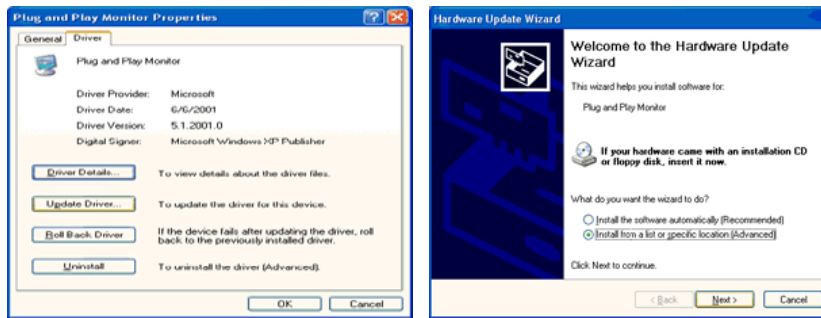 Plug and Play Monitor Properties
General Driver
Plug and Play Monitor
Driver Provider: Microsoft
Driver Date: 6/6/2001
Driver Version: 5.1.2001.0
Digital Signer: Microsoft Windows XP Publisher
Driver Details... To view details about the driver files.
Update Driver... To update the driver for this device.
Roll Back Driver If the device fails after updating the driver, roll
back to the previously installed driver.
Uninstall To uninstall the driver (Advanced).
OK Cancel
Hardware Update Wizard
Welcome to the Hardware Update
Wizard
This wizard helps you install software for:
Plug and Play Monitor
If your hardware came with an installation CD
or floppy disk, insert it now.
What do you want the wizard to do?
Install the software automatically (Recommended)
Install from a list or specific location (Advanced)
Click Next to continue.
< Back Next > Cancel